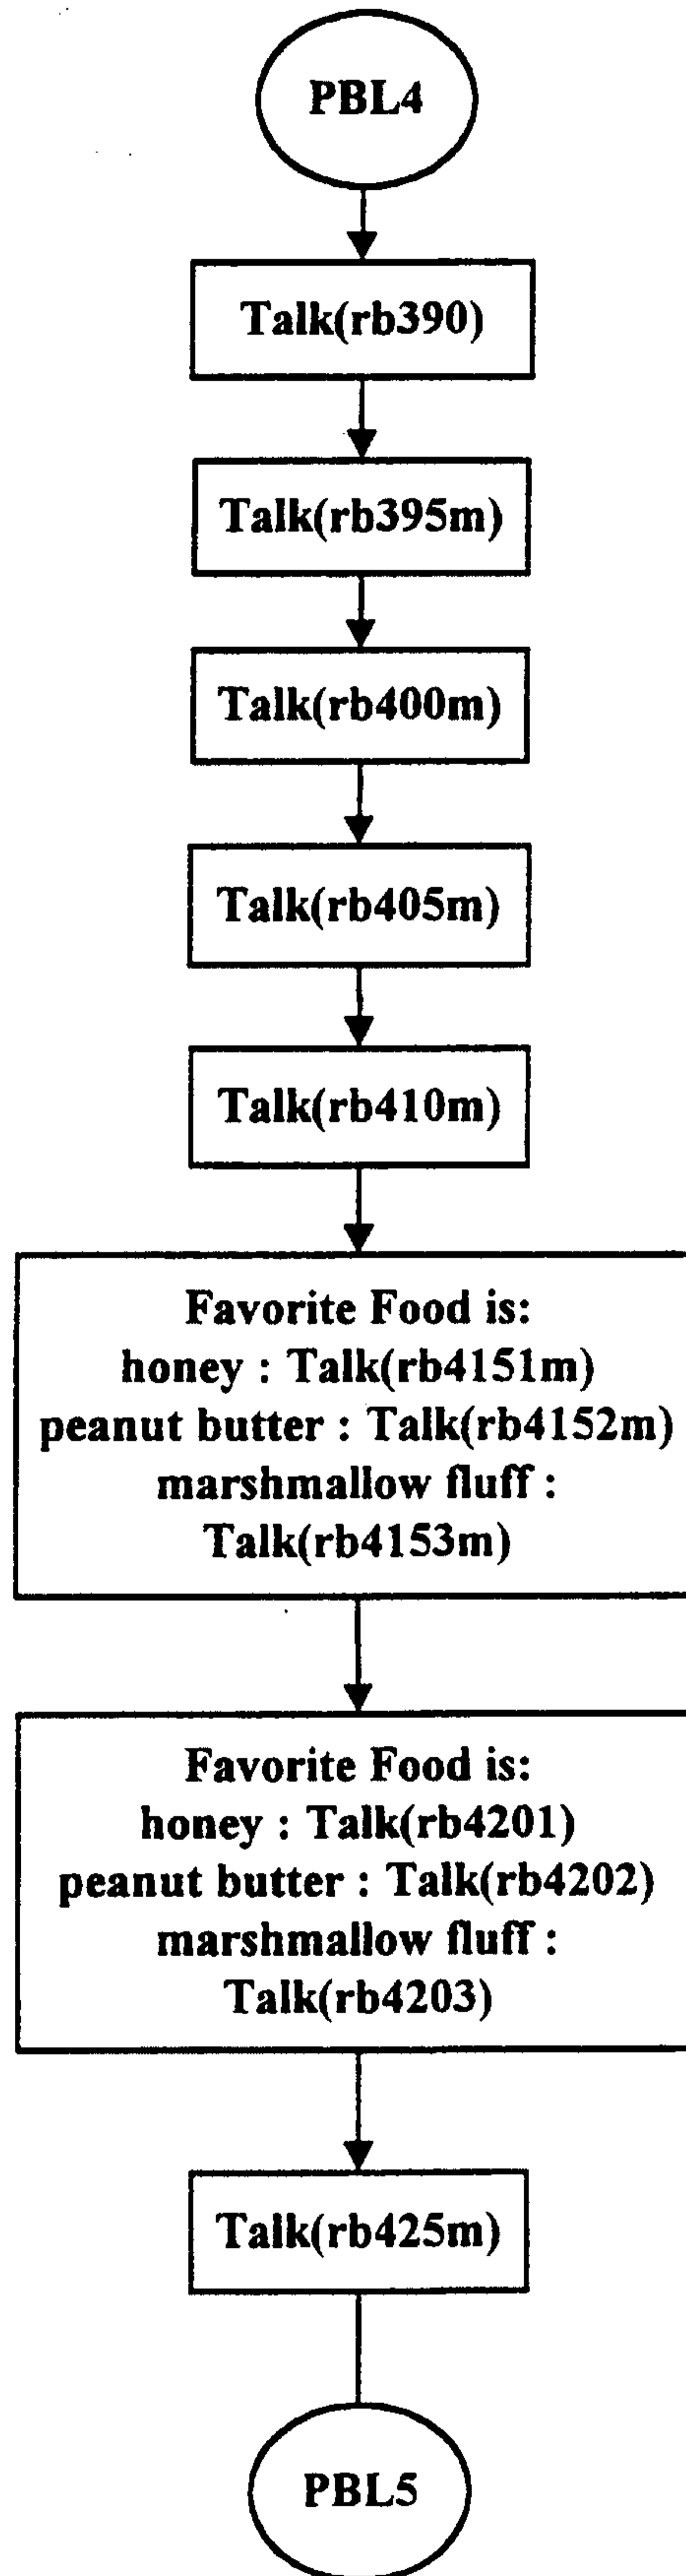 PBL4
Talk(rb390)
Talk(rb395m)
Talk(rb400m)
Talk(rb405m)
Talk(rb410m)
Favorite Food is:
honey : Talk(rb4151m)
peanut butter : Talk(rb4152m)
marshmallow fluff :
Talk(rb4153m)
Favorite Food is:
honey : Talk(rb4201)
peanut butter : Talk(rb4202)
marshmallow fluff :
Talk(rb4203)
Talk(rb425m)
PBL5